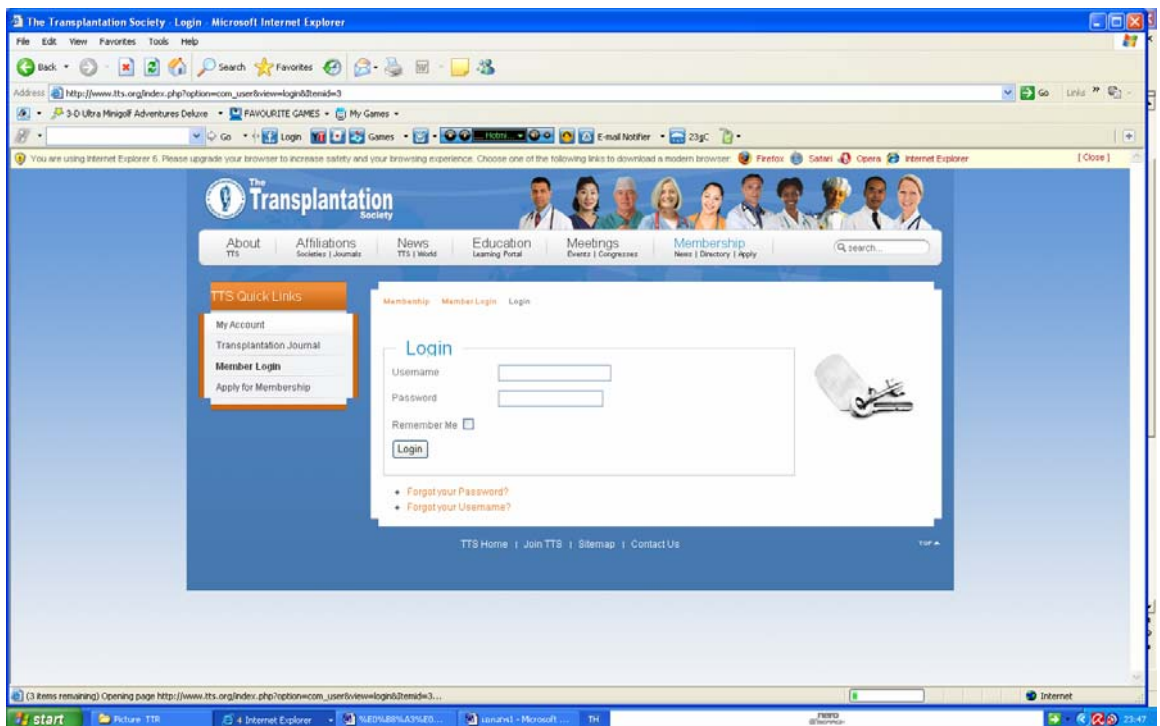 The Transplantation Society - Login - Microsoft Internet Explorer
File Edit View Favorites Tools Help
Back Search Favorites
Address http://www.tts.org/index.php?option=com_user&view=login&Itemid=3 Go Links
3-D Ultra Minigolf Adventures Deluxe FAVOURITE GAMES My Games
Go Login Games E-mail Notifier 23°C
You are using Internet Explorer 6. Please upgrade your browser to increase safety and your browsing experience. Choose one of the following links to download a modern browser: Firefox Safari Opera Internet Explorer [ Close ]
The Transplantation Society
About Affiliations News Education Meetings Membership search...
TTS Societies | Journals TTS | World Learning Portal Events | Congresses News | Directory | Apply
TTS Quick Links
My Account
Transplantation Journal
Member Login
Apply for Membership
Membership Member Login Login
Login
Username
Password
Remember Me
Login
Forgot your Password?
Forgot your Username?
TTS Home | Join TTS | Sitemap | Contact Us TOP
(3 items remaining) Opening page http://www.tts.org/index.php?option=com_user&view=login&Itemid=3... Internet
start Picture TTR 4 Internet Explorer - Microsoft ... TH nero 23:47